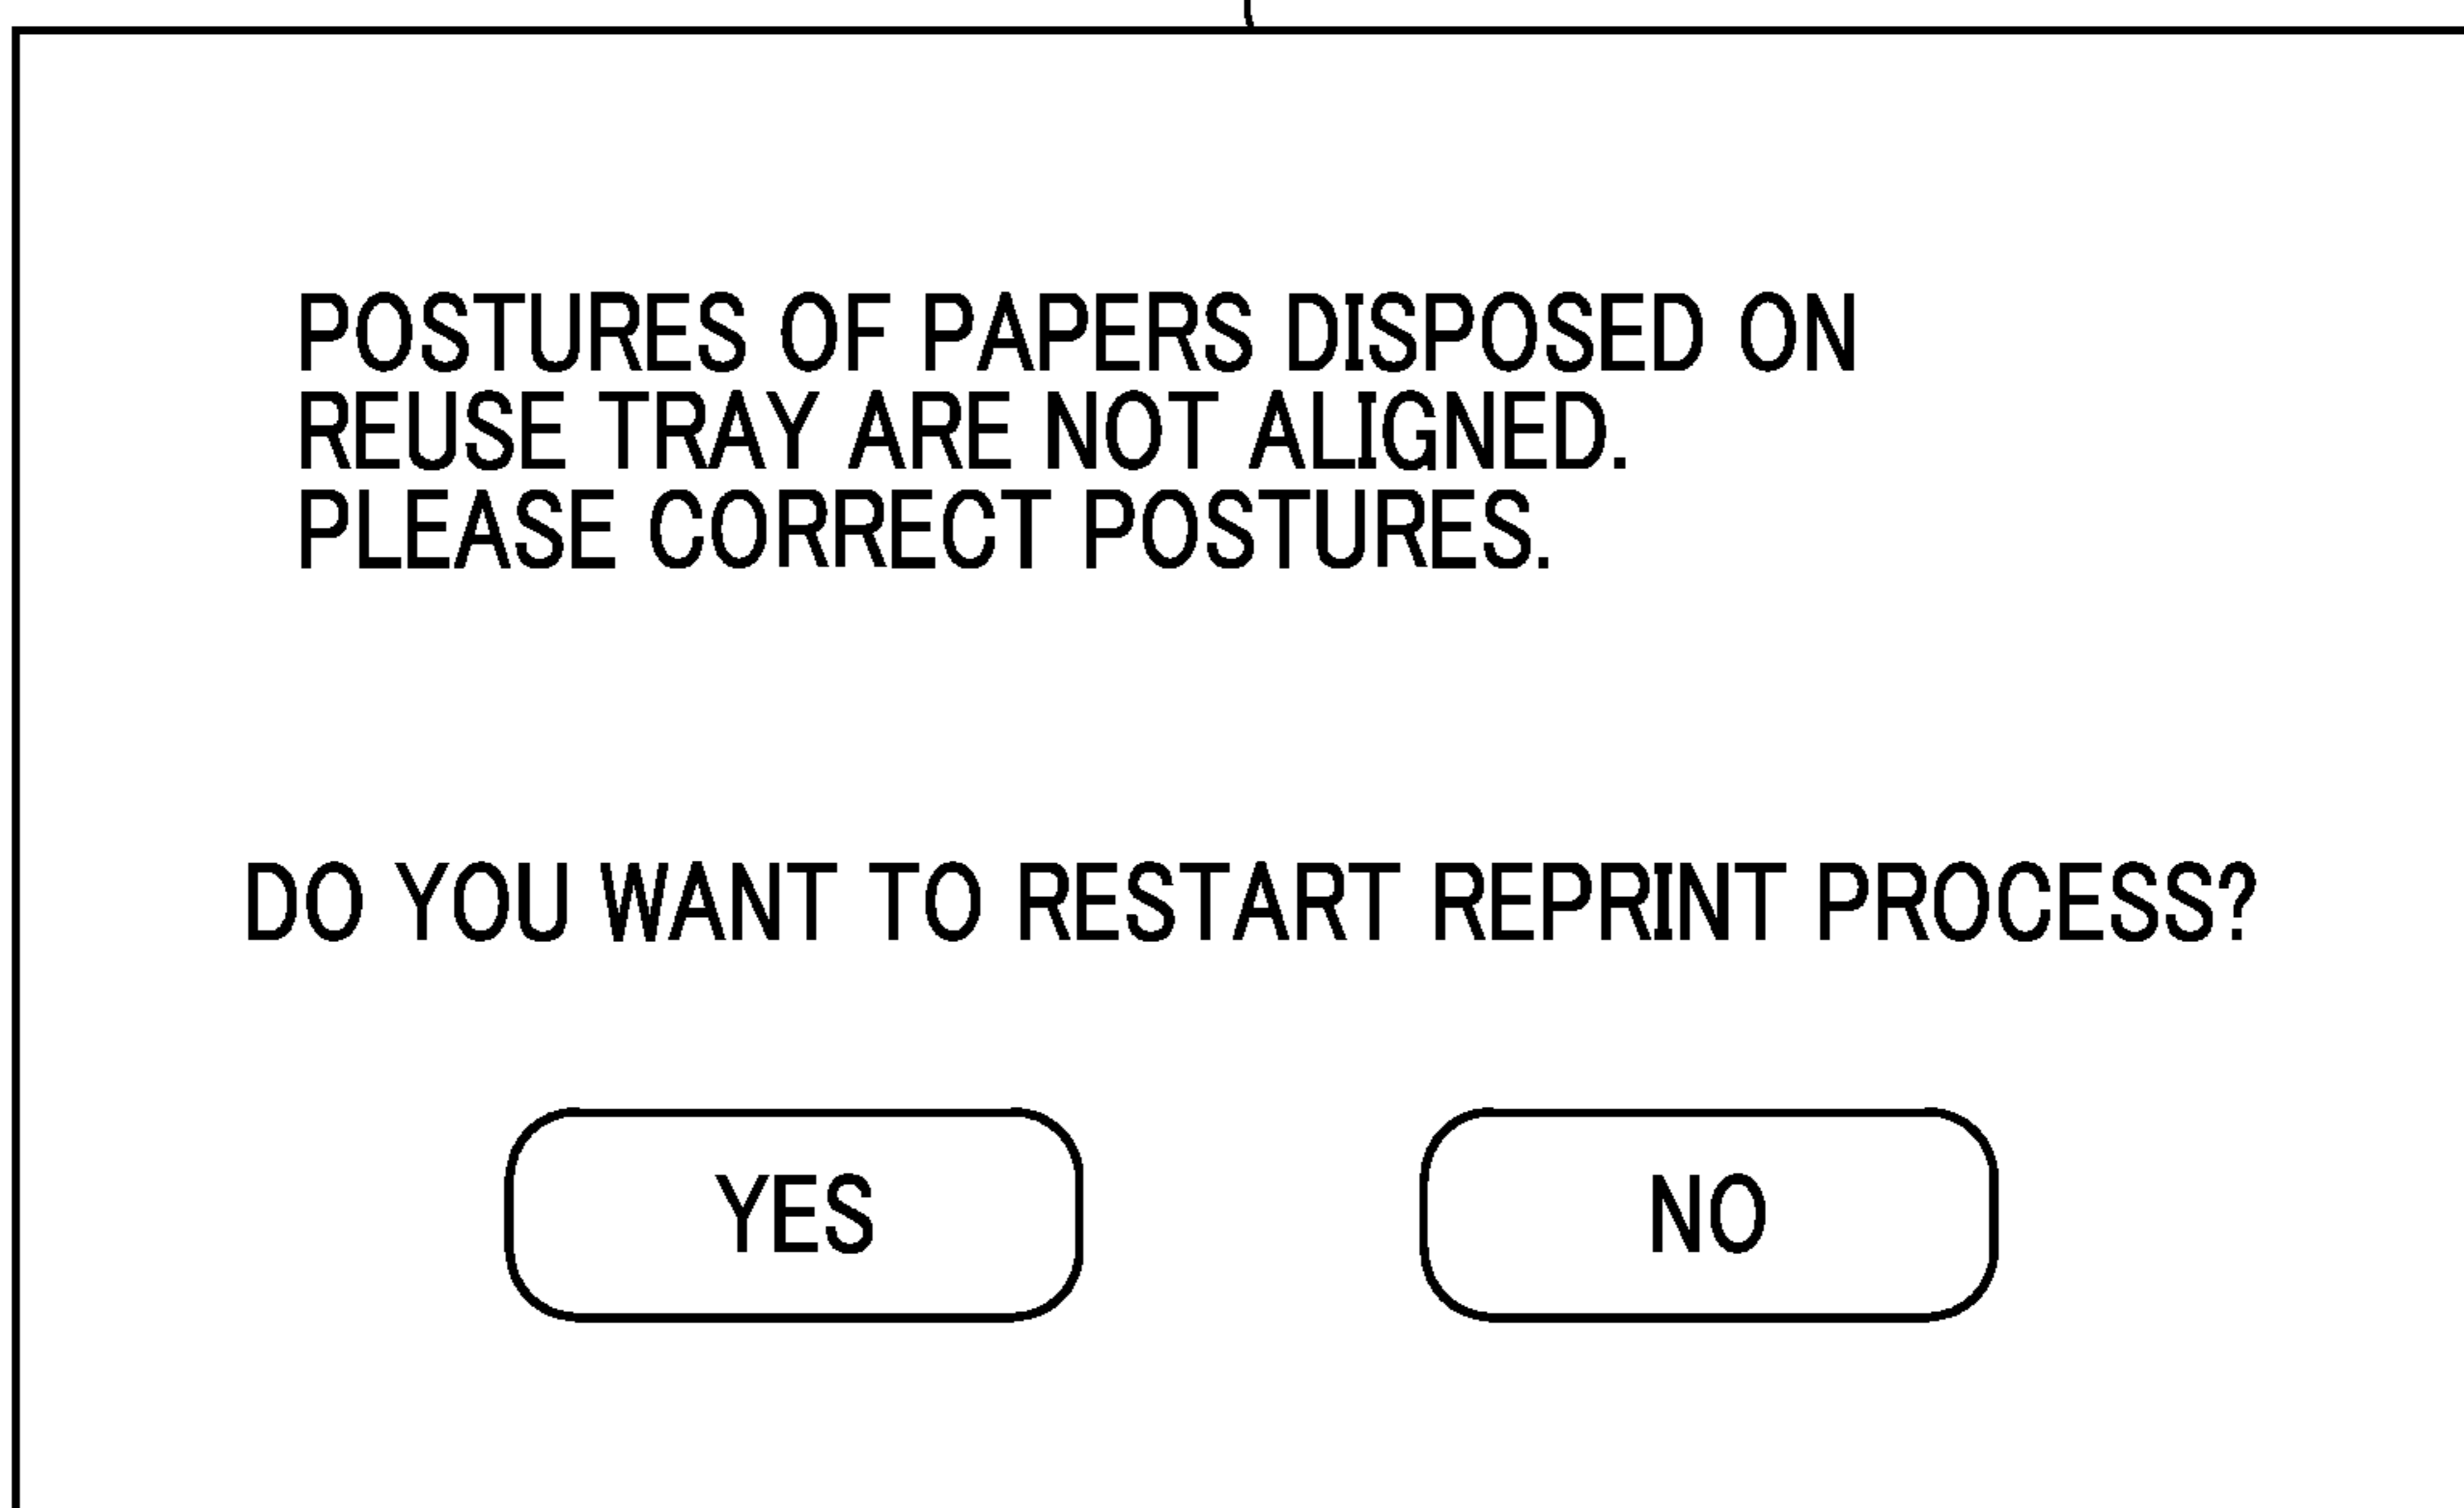 POSTURES OF PAPERS DISPOSED ON
REUSE TRAY ARE NOT ALIGNED.
PLEASE CORRECT POSTURES.
DO YOU WANT TO RESTART REPRINT PROCESS?
YES
NO